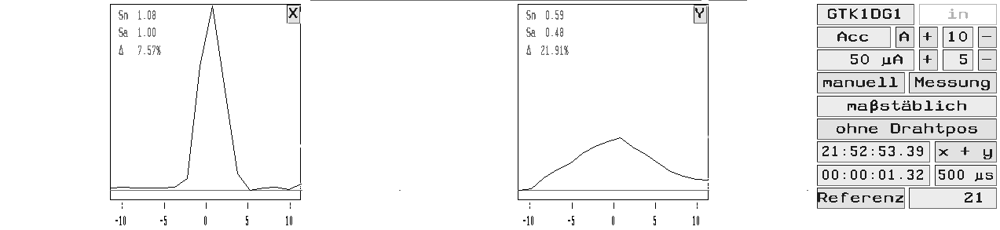 Sn 1.08
Sa 1.00
Δ 7.57%
X
-10 -5 0 5 10
Sn 0.59
Sa 0.48
Δ 21.91%
Y
-10 -5 0 5 10
GTK1DG1 in
Acc A + 10 -
50 µA + 5 -
manuell Messung
maßstäblich
ohne Drahtpos
21:52:53.39 x + y
00:00:01.32 500 µs
Referenz 21